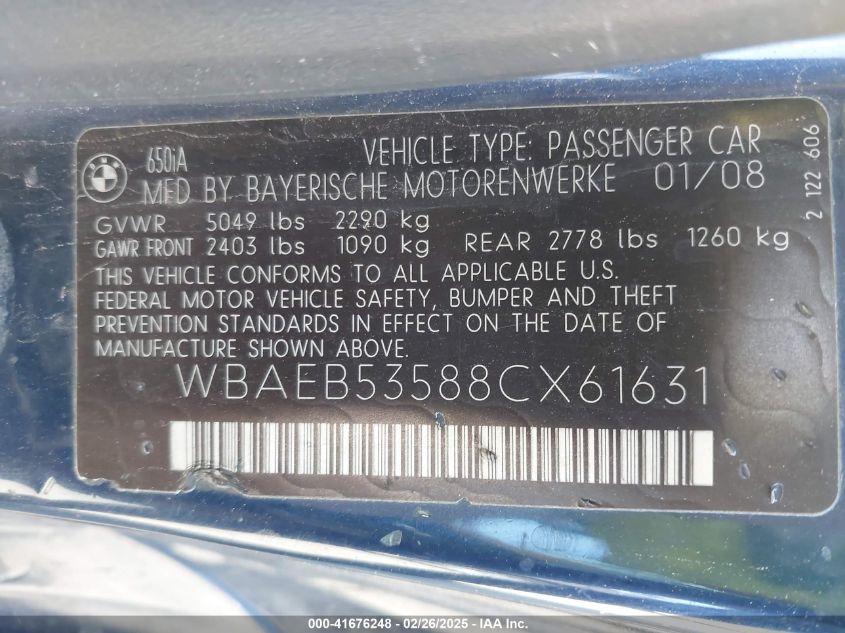 650iA
VEHICLE TYPE: PASSENGER CAR
MFD BY BAYERISCHE MOTORENWERKE 01/08
GVWR 5049 lbs 2290 kg
GAWR FRONT 2403 lbs 1090 kg REAR 2778 lbs 1260 kg
THIS VEHICLE CONFORMS TO ALL APPLICABLE U.S.
FEDERAL MOTOR VEHICLE SAFETY, BUMPER AND THEFT
PREVENTION STANDARDS IN EFFECT ON THE DATE OF
MANUFACTURE SHOWN ABOVE.
WBAEB53588CX61631
2 122 606
000-41676248 - 02/26/2025 - IAA Inc.